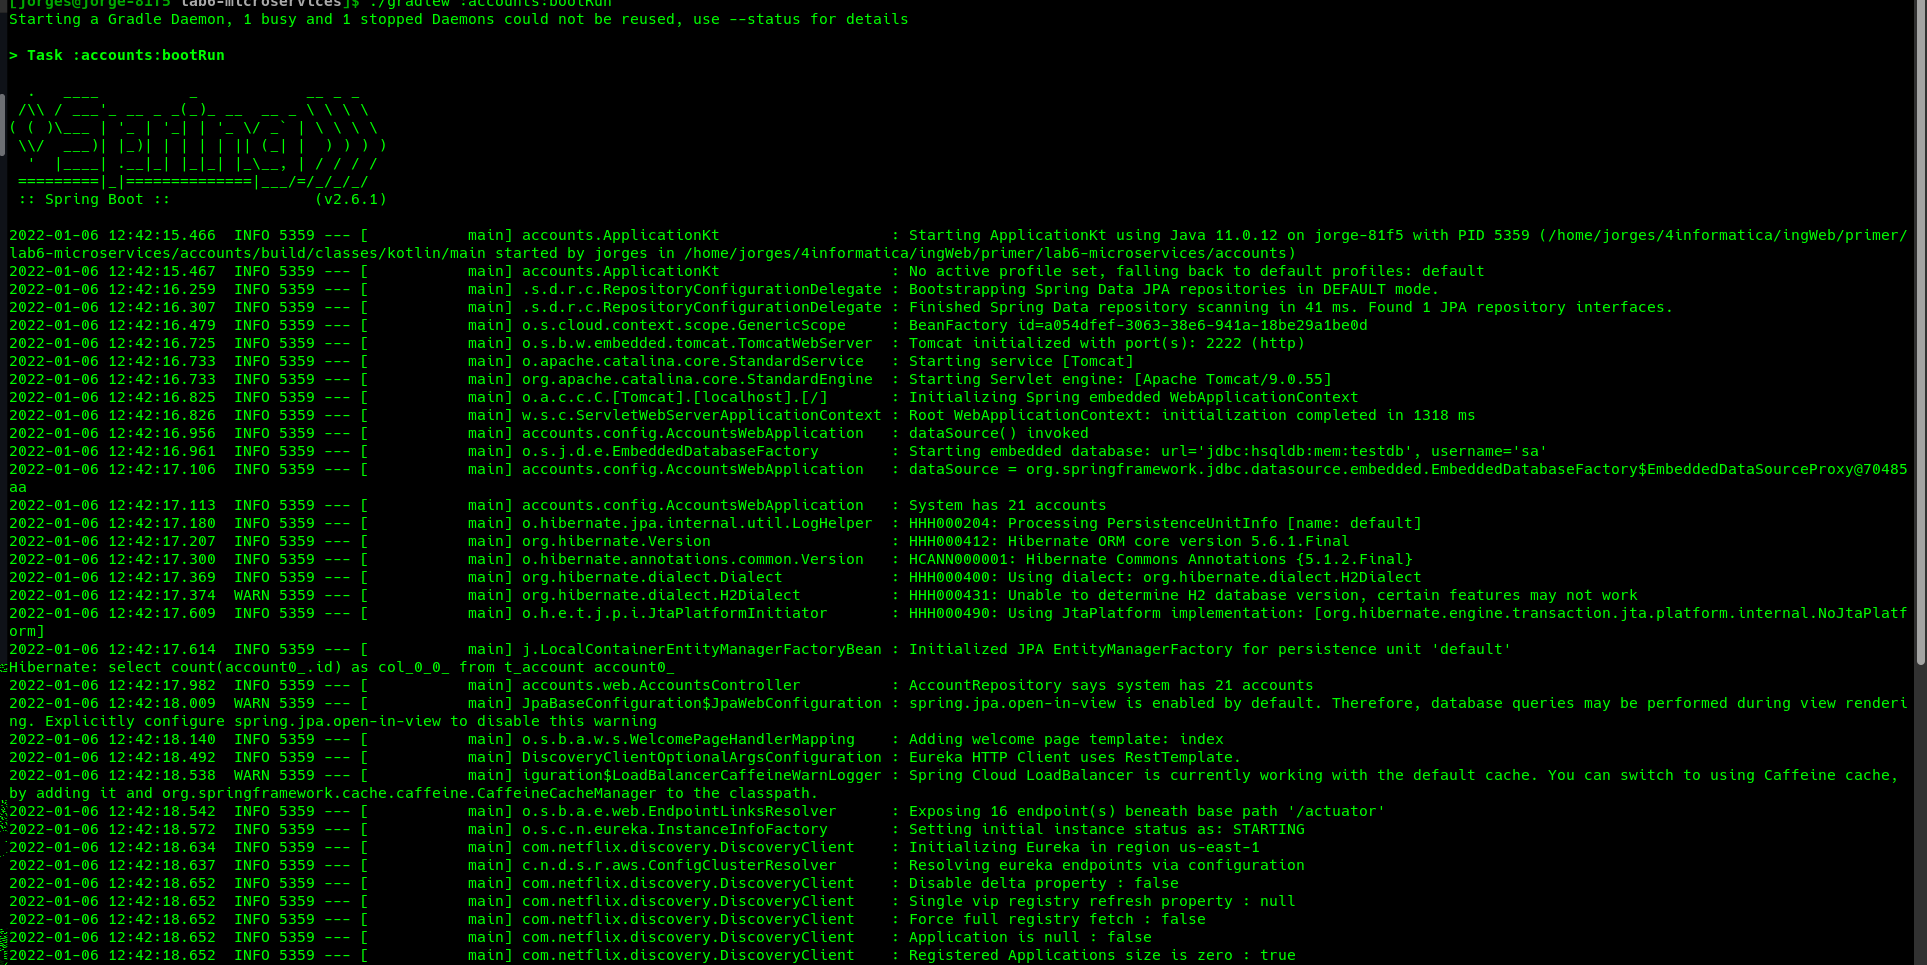 [jorges@jorge-81f5 lab6-microservices]$ ./gradlew :accounts:bootRun
Starting a Gradle Daemon, 1 busy and 1 stopped Daemons could not be reused, use --status for details
> Task :accounts:bootRun
  .   ____          _            __ _ _
 /\\ / ___'_ __ _ _(_)_ __  __ _ \ \ \ \
( ( )\___ | '_ | '_| | '_ \/ _` | \ \ \ \
 \\/  ___)| |_)| | | | | || (_| |  ) ) ) )
  '  |____| .__|_| |_|_| |_\__, | / / / /
 =========|_|==============|___/=/_/_/_/
 :: Spring Boot ::                (v2.6.1)
2022-01-06 12:42:15.466  INFO 5359 --- [           main] accounts.ApplicationKt                   : Starting ApplicationKt using Java 11.0.12 on jorge-81f5 with PID 5359 (/home/jorges/4informatica/ingWeb/primer/
lab6-microservices/accounts/build/classes/kotlin/main started by jorges in /home/jorges/4informatica/ingWeb/primer/lab6-microservices/accounts)
2022-01-06 12:42:15.467  INFO 5359 --- [           main] accounts.ApplicationKt                   : No active profile set, falling back to default profiles: default
2022-01-06 12:42:16.259  INFO 5359 --- [           main] .s.d.r.c.RepositoryConfigurationDelegate : Bootstrapping Spring Data JPA repositories in DEFAULT mode.
2022-01-06 12:42:16.307  INFO 5359 --- [           main] .s.d.r.c.RepositoryConfigurationDelegate : Finished Spring Data repository scanning in 41 ms. Found 1 JPA repository interfaces.
2022-01-06 12:42:16.479  INFO 5359 --- [           main] o.s.cloud.context.scope.GenericScope     : BeanFactory id=a054dfef-3063-38e6-941a-18be29a1be0d
2022-01-06 12:42:16.725  INFO 5359 --- [           main] o.s.b.w.embedded.tomcat.TomcatWebServer  : Tomcat initialized with port(s): 2222 (http)
2022-01-06 12:42:16.733  INFO 5359 --- [           main] o.apache.catalina.core.StandardService   : Starting service [Tomcat]
2022-01-06 12:42:16.733  INFO 5359 --- [           main] org.apache.catalina.core.StandardEngine  : Starting Servlet engine: [Apache Tomcat/9.0.55]
2022-01-06 12:42:16.825  INFO 5359 --- [           main] o.a.c.c.C.[Tomcat].[localhost].[/]       : Initializing Spring embedded WebApplicationContext
2022-01-06 12:42:16.826  INFO 5359 --- [           main] w.s.c.ServletWebServerApplicationContext : Root WebApplicationContext: initialization completed in 1318 ms
2022-01-06 12:42:16.956  INFO 5359 --- [           main] accounts.config.AccountsWebApplication   : dataSource() invoked
2022-01-06 12:42:16.961  INFO 5359 --- [           main] o.s.j.d.e.EmbeddedDatabaseFactory        : Starting embedded database: url='jdbc:hsqldb:mem:testdb', username='sa'
2022-01-06 12:42:17.106  INFO 5359 --- [           main] accounts.config.AccountsWebApplication   : dataSource = org.springframework.jdbc.datasource.embedded.EmbeddedDatabaseFactory$EmbeddedDataSourceProxy@70485
aa
2022-01-06 12:42:17.113  INFO 5359 --- [           main] accounts.config.AccountsWebApplication   : System has 21 accounts
2022-01-06 12:42:17.180  INFO 5359 --- [           main] o.hibernate.jpa.internal.util.LogHelper  : HHH000204: Processing PersistenceUnitInfo [name: default]
2022-01-06 12:42:17.207  INFO 5359 --- [           main] org.hibernate.Version                    : HHH000412: Hibernate ORM core version 5.6.1.Final
2022-01-06 12:42:17.300  INFO 5359 --- [           main] o.hibernate.annotations.common.Version   : HCANN000001: Hibernate Commons Annotations {5.1.2.Final}
2022-01-06 12:42:17.369  INFO 5359 --- [           main] org.hibernate.dialect.Dialect            : HHH000400: Using dialect: org.hibernate.dialect.H2Dialect
2022-01-06 12:42:17.374  WARN 5359 --- [           main] org.hibernate.dialect.H2Dialect          : HHH000431: Unable to determine H2 database version, certain features may not work
2022-01-06 12:42:17.609  INFO 5359 --- [           main] o.h.e.t.j.p.i.JtaPlatformInitiator       : HHH000490: Using JtaPlatform implementation: [org.hibernate.engine.transaction.jta.platform.internal.NoJtaPlatf
orm]
2022-01-06 12:42:17.614  INFO 5359 --- [           main] j.LocalContainerEntityManagerFactoryBean : Initialized JPA EntityManagerFactory for persistence unit 'default'
Hibernate: select count(account0_.id) as col_0_0_ from t_account account0_
2022-01-06 12:42:17.982  INFO 5359 --- [           main] accounts.web.AccountsController          : AccountRepository says system has 21 accounts
2022-01-06 12:42:18.009  WARN 5359 --- [           main] JpaBaseConfiguration$JpaWebConfiguration : spring.jpa.open-in-view is enabled by default. Therefore, database queries may be performed during view renderi
ng. Explicitly configure spring.jpa.open-in-view to disable this warning
2022-01-06 12:42:18.140  INFO 5359 --- [           main] o.s.b.a.w.s.WelcomePageHandlerMapping    : Adding welcome page template: index
2022-01-06 12:42:18.492  INFO 5359 --- [           main] DiscoveryClientOptionalArgsConfiguration : Eureka HTTP Client uses RestTemplate.
2022-01-06 12:42:18.538  WARN 5359 --- [           main] iguration$LoadBalancerCaffeineWarnLogger : Spring Cloud LoadBalancer is currently working with the default cache. You can switch to using Caffeine cache,
by adding it and org.springframework.cache.caffeine.CaffeineCacheManager to the classpath.
2022-01-06 12:42:18.542  INFO 5359 --- [           main] o.s.b.a.e.web.EndpointLinksResolver      : Exposing 16 endpoint(s) beneath base path '/actuator'
2022-01-06 12:42:18.572  INFO 5359 --- [           main] o.s.c.n.eureka.InstanceInfoFactory       : Setting initial instance status as: STARTING
2022-01-06 12:42:18.634  INFO 5359 --- [           main] com.netflix.discovery.DiscoveryClient    : Initializing Eureka in region us-east-1
2022-01-06 12:42:18.637  INFO 5359 --- [           main] c.n.d.s.r.aws.ConfigClusterResolver      : Resolving eureka endpoints via configuration
2022-01-06 12:42:18.652  INFO 5359 --- [           main] com.netflix.discovery.DiscoveryClient    : Disable delta property : false
2022-01-06 12:42:18.652  INFO 5359 --- [           main] com.netflix.discovery.DiscoveryClient    : Single vip registry refresh property : null
2022-01-06 12:42:18.652  INFO 5359 --- [           main] com.netflix.discovery.DiscoveryClient    : Force full registry fetch : false
2022-01-06 12:42:18.652  INFO 5359 --- [           main] com.netflix.discovery.DiscoveryClient    : Application is null : false
2022-01-06 12:42:18.652  INFO 5359 --- [           main] com.netflix.discovery.DiscoveryClient    : Registered Applications size is zero : true